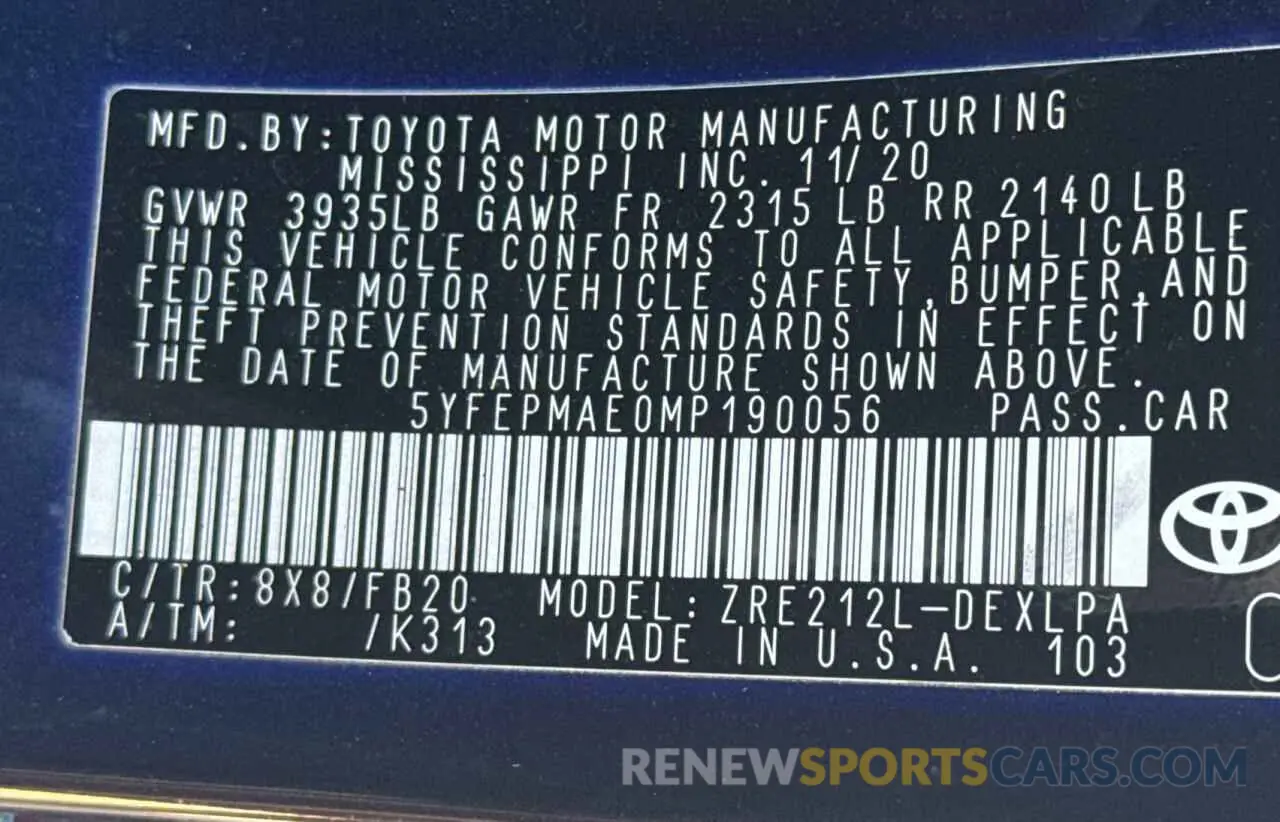 MFD.BY:TOYOTA MOTOR MANUFACTURING
MISSISSIPPI INC. 11/20
GVWR 3935LB GAWR FR 2315 LB RR 2140 LB
THIS VEHICLE CONFORMS TO ALL APPLICABLE
FEDERAL MOTOR VEHICLE SAFETY,BUMPER,AND
THEFT PREVENTION STANDARDS IN EFFECT ON
THE DATE OF MANUFACTURE SHOWN ABOVE.
5YFEPMAE0MP190056 PASS.CAR
C/TR:8X8/FB20 MODEL:ZRE212L-DEXLPA
A/TM: /K313 MADE IN U.S.A. 103
RENEWSPORTSCARS.COM